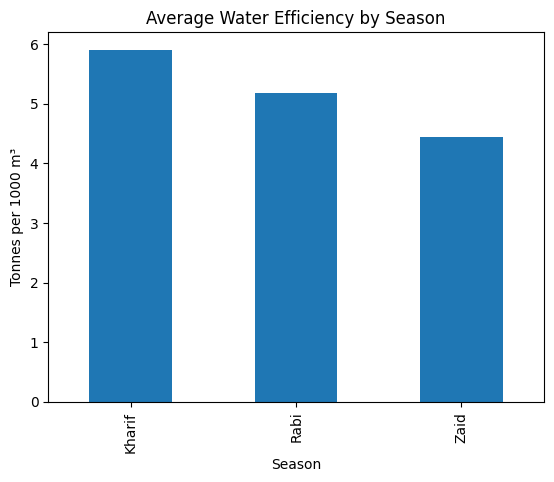 Average Water Efficiency by Season
Tonnes per 1000 m³
6
5
4
3
2
1
0
Kharif
Rabi
Zaid
Season